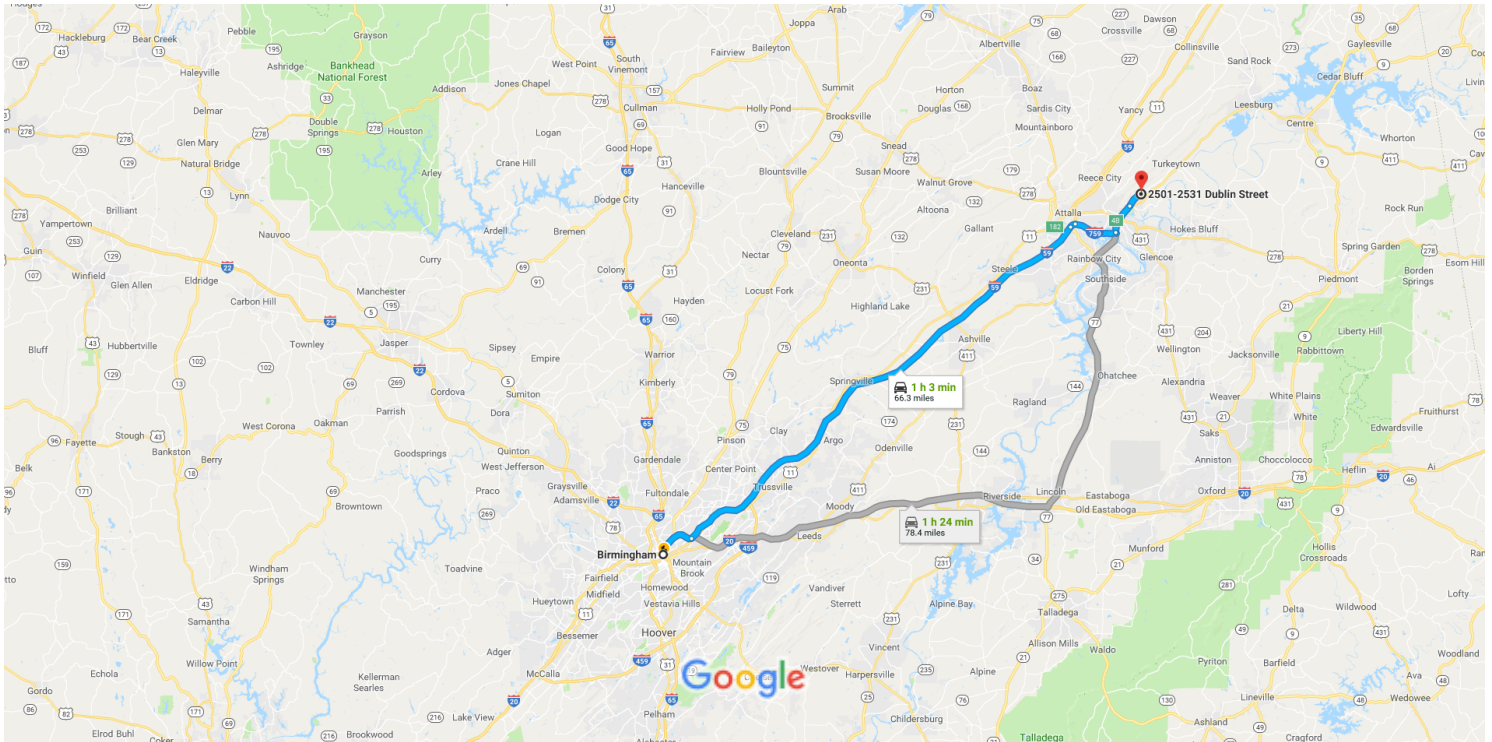 Hackleburg
Bear Creek
Pebble
Grayson
Ashridge
Bankhead
National Forest
Haleyville
Delmar
Double
Springs
Houston
Glen Mary
Natural Bridge
Lynn
Arley
Addison
Jones Chapel
West Point
South
Vinemont
Cullman
Logan
Good Hope
Crane Hill
Hanceville
Dodge City
Fairview
Baileyton
Joppa
Arab
Holly Pond
Summit
Brooksville
Blountsville
Snead
Susan Moore
Horton
Douglas
Albertville
Boaz
Sardis City
Mountainboro
Walnut Grove
Altoona
Dawson
Crossville
Collinsville
Yancy
Sand Rock
Leesburg
Gaylesville
Cedar Bluff
Centre
Whorton
Turkeytown
Reece City
2501-2531 Dublin Street
Attalla
Gallant
Hokes Bluff
Glencoe
Rainbow City
Southside
Rock Run
Spring Garden
Piedmont
Borden
Springs
Esom Hill
Brilliant
Yampertown
Guin
Winfield
Glen Allen
Eldridge
Nauvoo
Carbon Hill
Curry
Manchester
Ardell
Bremen
Colony
Hayden
Cleveland
Nectar
Oneonta
Locust Fork
Highland Lake
Steele
Ashville
Bluff
Hubbertville
Townley
Jasper
Sipsey
Empire
Warrior
Kimberly
Cordova
Sumiton
Dora
Parrish
Oakman
West Corona
Goodsprings
Quinton
West Jefferson
Gardendale
Pinson
Clay
Center Point
Argo
Springville
1 h 3 min
66.3 miles
Odenville
Ragland
Ohatchee
Wellington
Alexandria
Jacksonville
Liberty Hill
Rabbittown
Weaver
White Plains
White
Saks
Anniston
Choccolocco
Fruithurst
Edwardsville
Heflin
Ai
Oxford
Fayette
Stough
Bankston
Berry
Belk
Browntown
Praco
Graysville
Adamsville
Fultondale
Trussville
Moody
Leeds
Riverside
Lincoln
Eastaboga
Old Eastaboga
1 h 24 min
78.4 miles
Birmingham
Mountain
Brook
Homewood
Fairfield
Midfield
Vestavia Hills
Hueytown
Bessemer
Hoover
Toadvine
Windham
Springs
Samantha
Munford
Hollis
Crossroads
Vandiver
Sterrett
Alpine Bay
Talladega
Allison Mills
Waldo
Delta
Wildwood
Lofty
Pyriton
Barfield
Woodland
Vincent
Harpersville
Alpine
Westover
Google
Adger
McCalla
Willow Point
Echola
Gordo
Elrod
Buhl
Coker
Kellerman
Searles
Lake View
Brookwood
Pelham
Childersburg
Talladega
Lineville
Ashland
Cragford
Ava
Wedowee